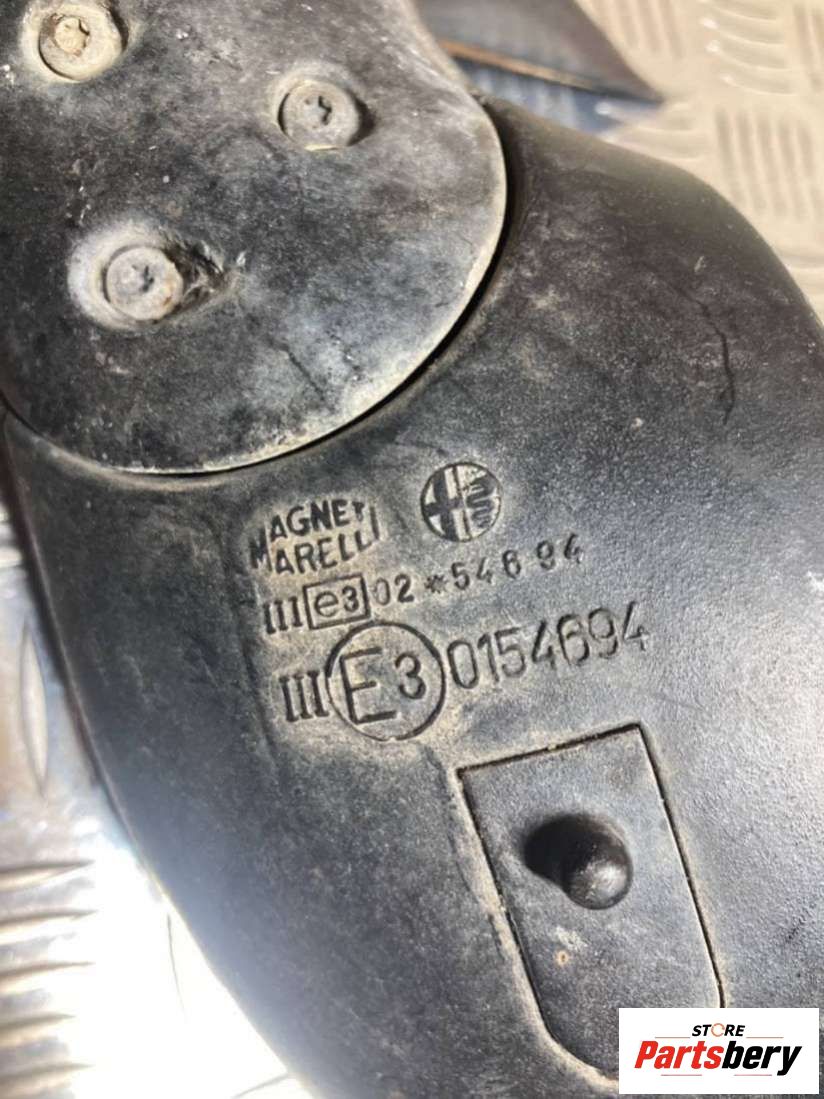 MAGNETI
MARELLI
III e3 02 * 54694
III E3 0154694
STORE
Partsbery